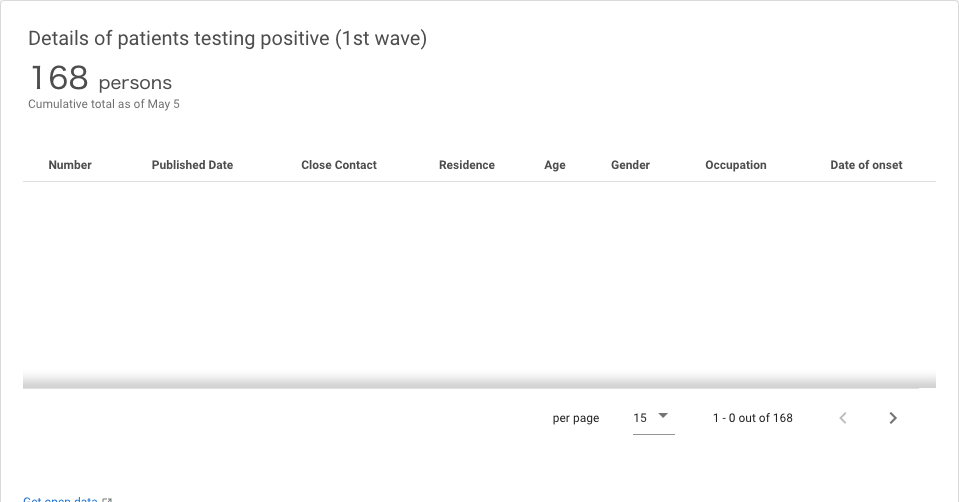 Details of patients testing positive (1st wave)
168 persons
Cumulative total as of May 5
Number Published Date Close Contact Residence Age Gender Occupation Date of onset
per page 15 1 - 0 out of 168
Get open data